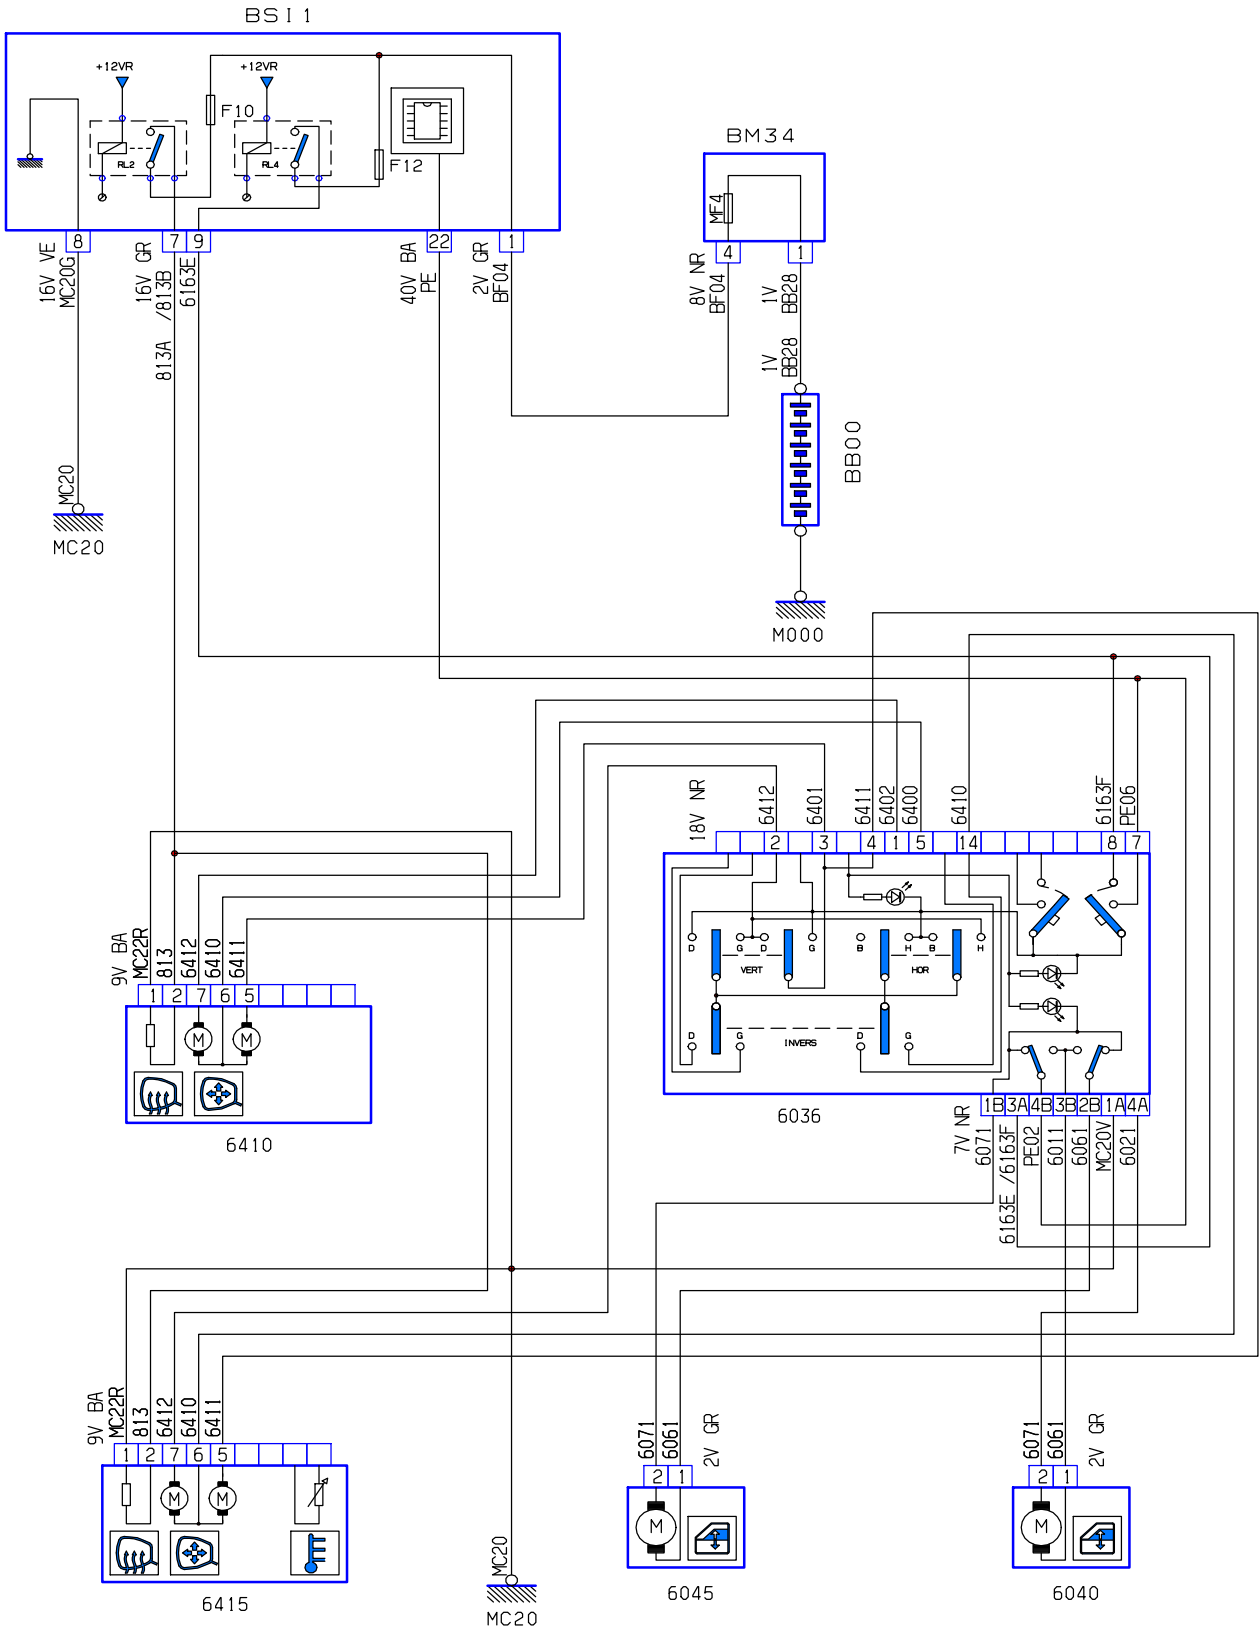 BSI1
+12VR
+12VR
F10
RL2
RL4
F12
BM34
MF4
8
7
9
22
1
4
1
16V VE
MC20G
16V GR
813A /813B
6163E
40V BA
PE
2V GR
BF04
8V NR
BF04
1V
BB28
1V
BB28
BB00
MC20
MC20
M000
18V NR
6412
6401
6411
6402
6400
6410
6163F
PE06
2
3
4
1
5
14
8
7
D
G
D
G
B
H
B
H
VERT
HOR
D
G
D
G
INVERS
9V BA
MC22R
813
6412
6410
6411
1
2
7
6
5
M
M
6410
6036
1B
3A
4B
3B
2B
1A
4A
7V NR
6071
6163E /6163F
PE02
6011
6061
MC20V
6021
9V BA
MC22R
813
6412
6410
6411
1
2
7
6
5
M
M
6415
MC20
MC20
6071
6061
2V GR
2
1
M
6045
6071
6061
2V GR
2
1
M
6040